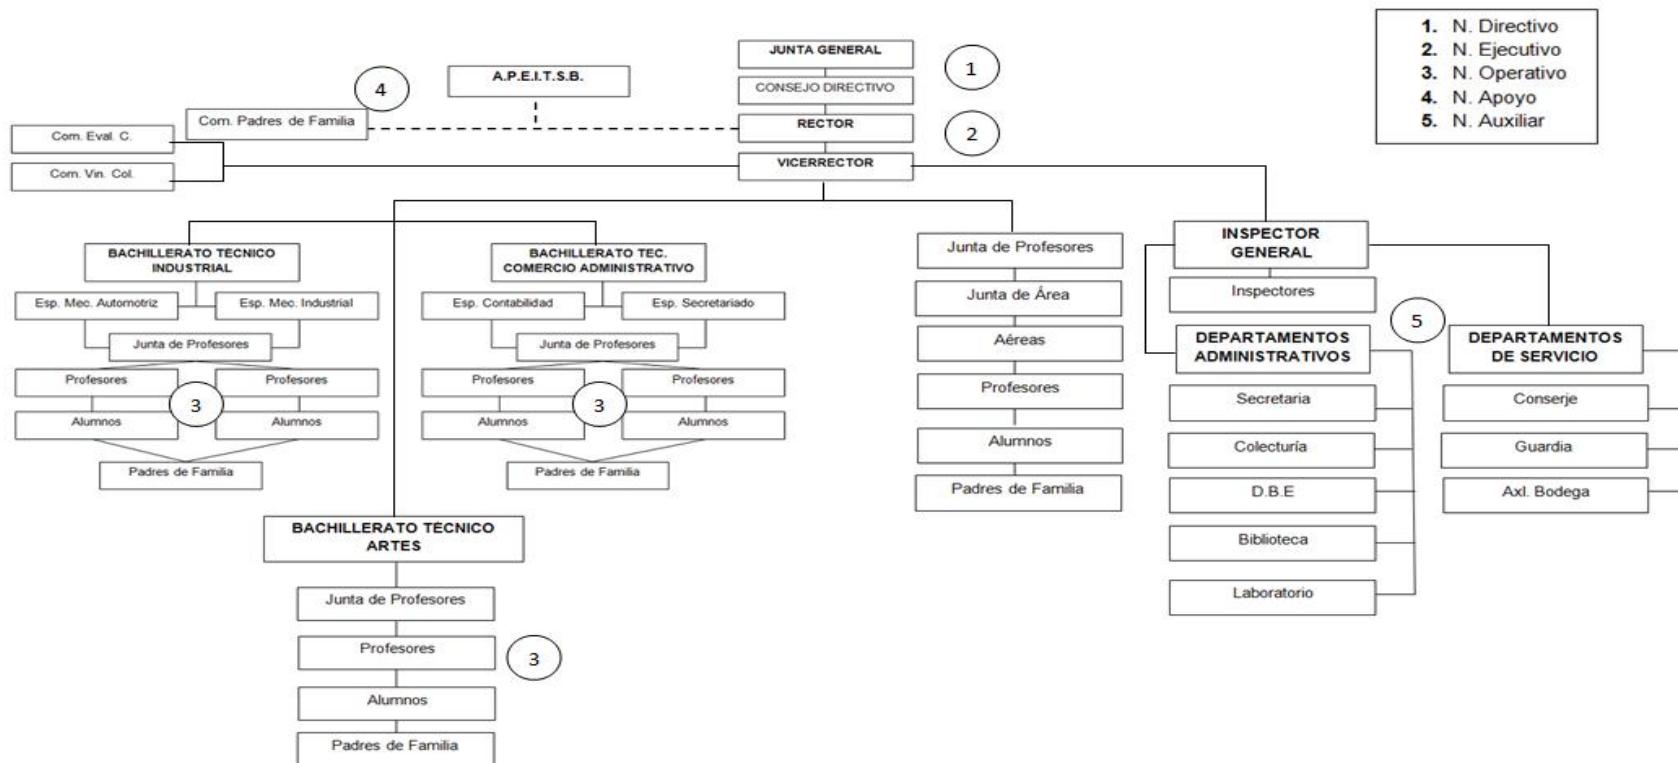 1. N. Directivo
2. N. Ejecutivo
3. N. Operativo
4. N. Apoyo
5. N. Auxiliar
JUNTA GENERAL
1
A.P.E.I.T.S.B.
CONSEJO DIRECTIVO
4
Com. Padres de Familia
RECTOR
2
Com. Eval. C.
VICERRECTOR
Com. Vin. Col.
BACHILLERATO TECNICO
INDUSTRIAL
Esp. Mec. Automotriz
Esp. Mec. Industrial
Junta de Profesores
Profesores
Profesores
3
Alumnos
Alumnos
Padres de Familia
BACHILLERATO TEC.
COMERCIO ADMINISTRATIVO
Esp. Contabilidad
Esp. Secretariado
Junta de Profesores
Profesores
Profesores
3
Alumnos
Alumnos
Padres de Familia
BACHILLERATO TÉCNICO
ARTES
Junta de Profesores
Profesores
3
Alumnos
Padres de Familia
Junta de Profesores
Junta de Área
Aéreas
Profesores
Alumnos
Padres de Familia
INSPECTOR
GENERAL
Inspectores
5
DEPARTAMENTOS
ADMINISTRATIVOS
Secretaria
Colecturía
D.B.E
Biblioteca
Laboratorio
DEPARTAMENTOS
DE SERVICIO
Conserje
Guardia
Axl. Bodega